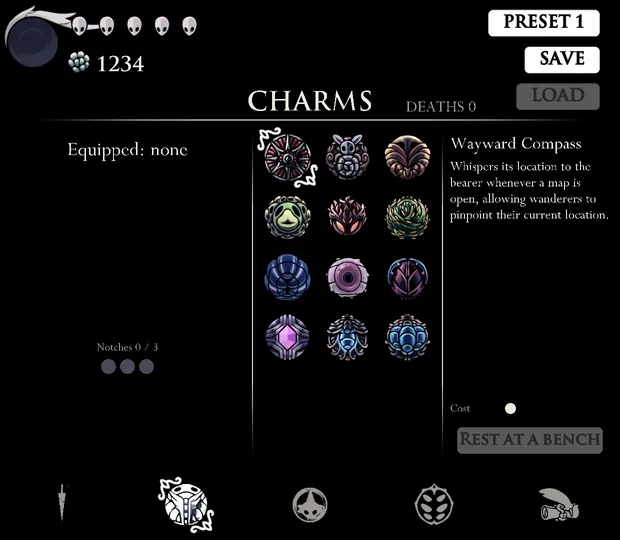 PRESET 1
1234
SAVE
LOAD
CHARMS
DEATHS 0
Equipped: none
Wayward Compass
Whispers its location to the
bearer whenever a map is
open, allowing wanderers to
pinpoint their current location.
Notches 0 / 3
Cost
REST AT A BENCH